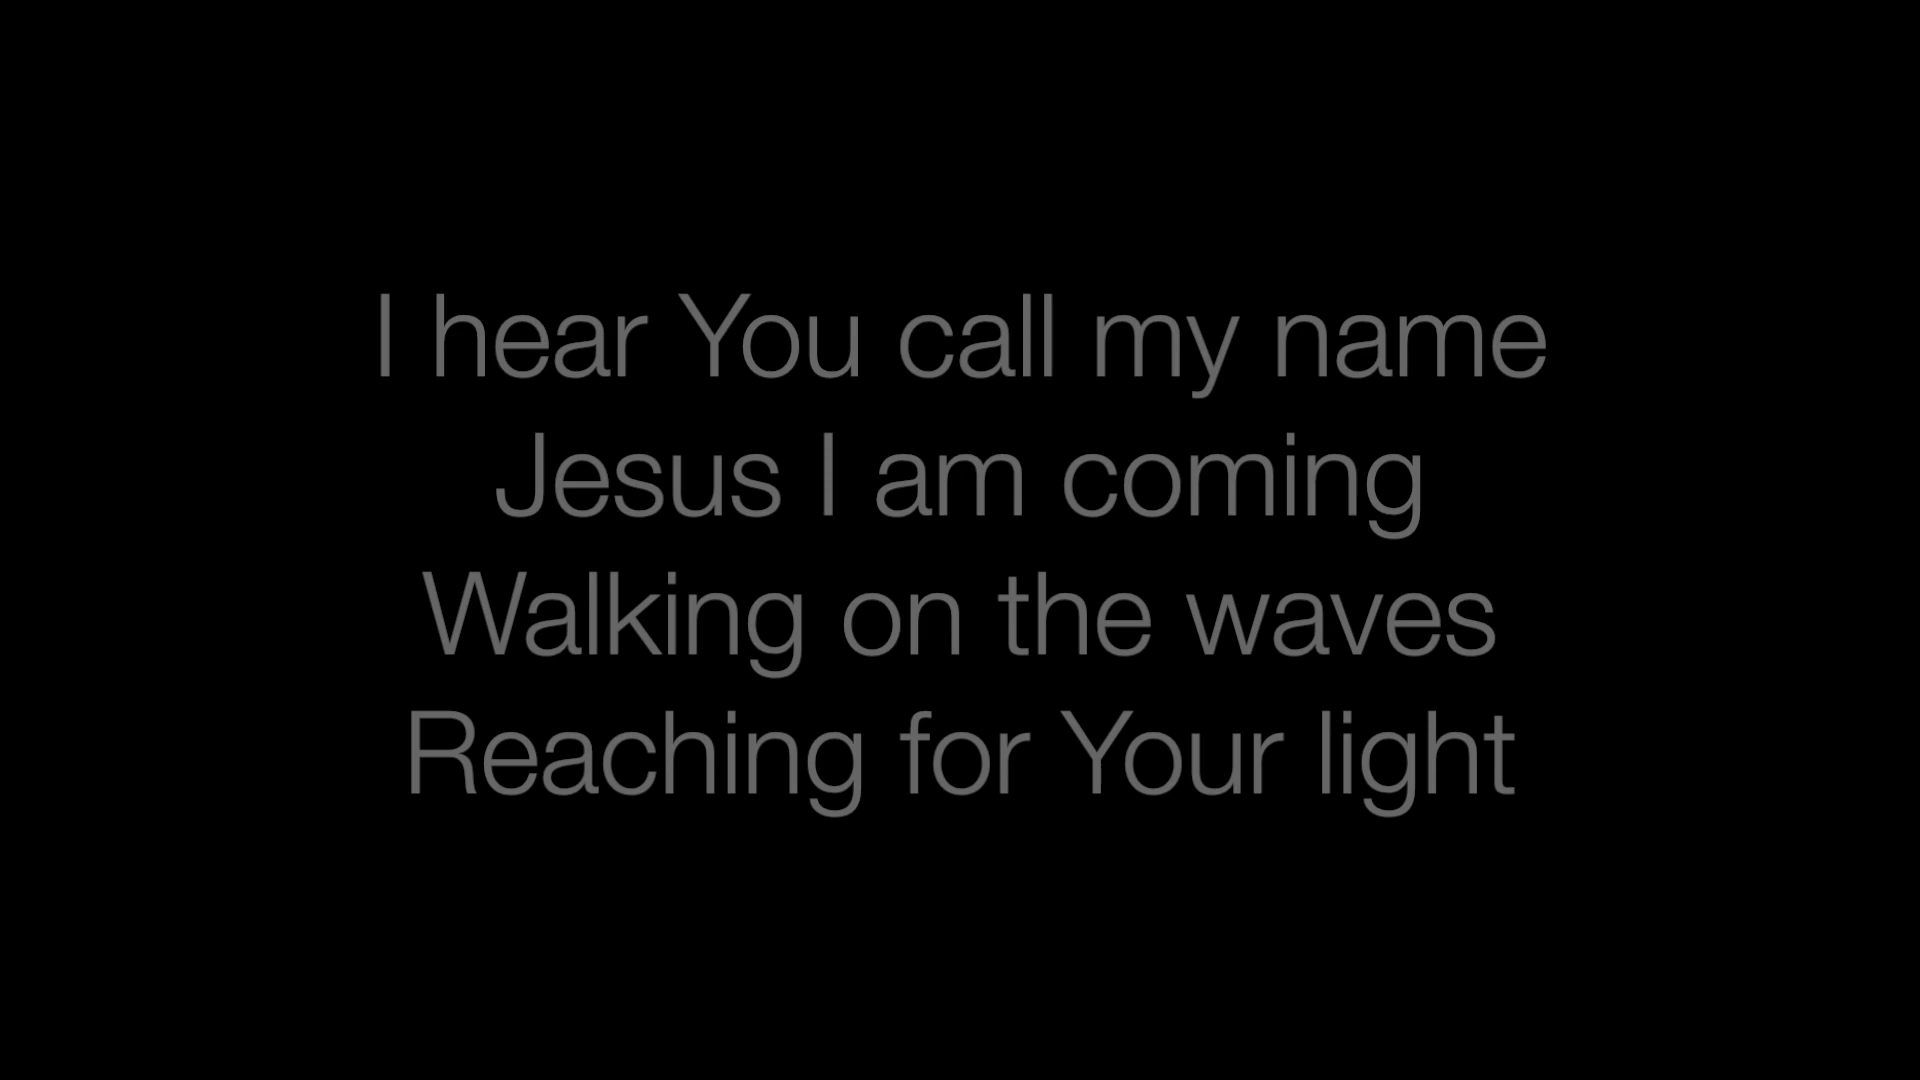 I hear You call my name
Jesus I am coming
Walking on the waves
Reaching for Your light